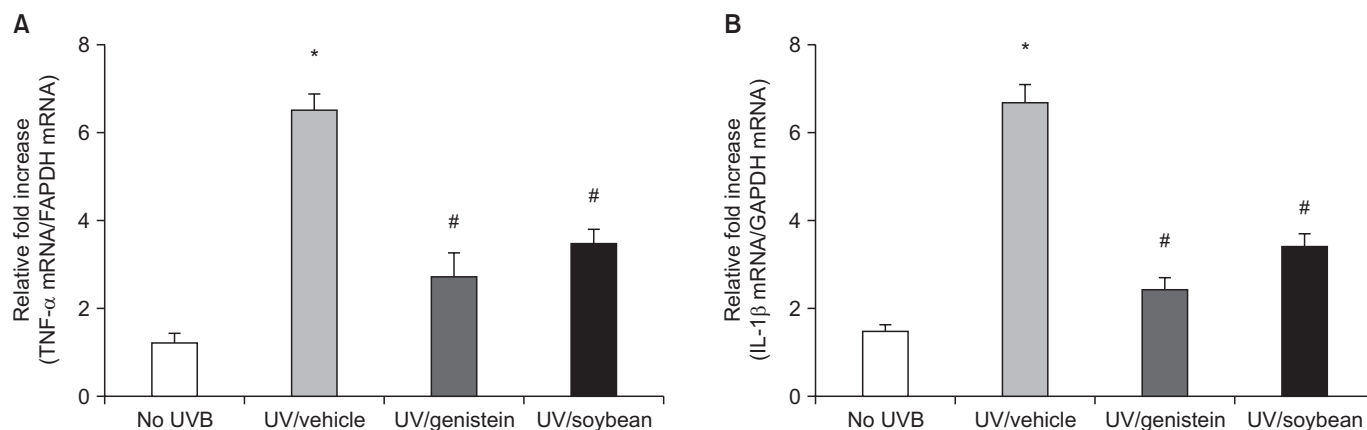 A
Relative fold increase
(TNF-α mRNA/FAPDH mRNA)
8
6
4
2
0
*
#
#
No UVB
UV/vehicle
UV/genistein
UV/soybean
B
Relative fold increase
(IL-1β mRNA/GAPDH mRNA)
8
6
4
2
0
*
#
#
No UVB
UV/vehicle
UV/genistein
UV/soybean